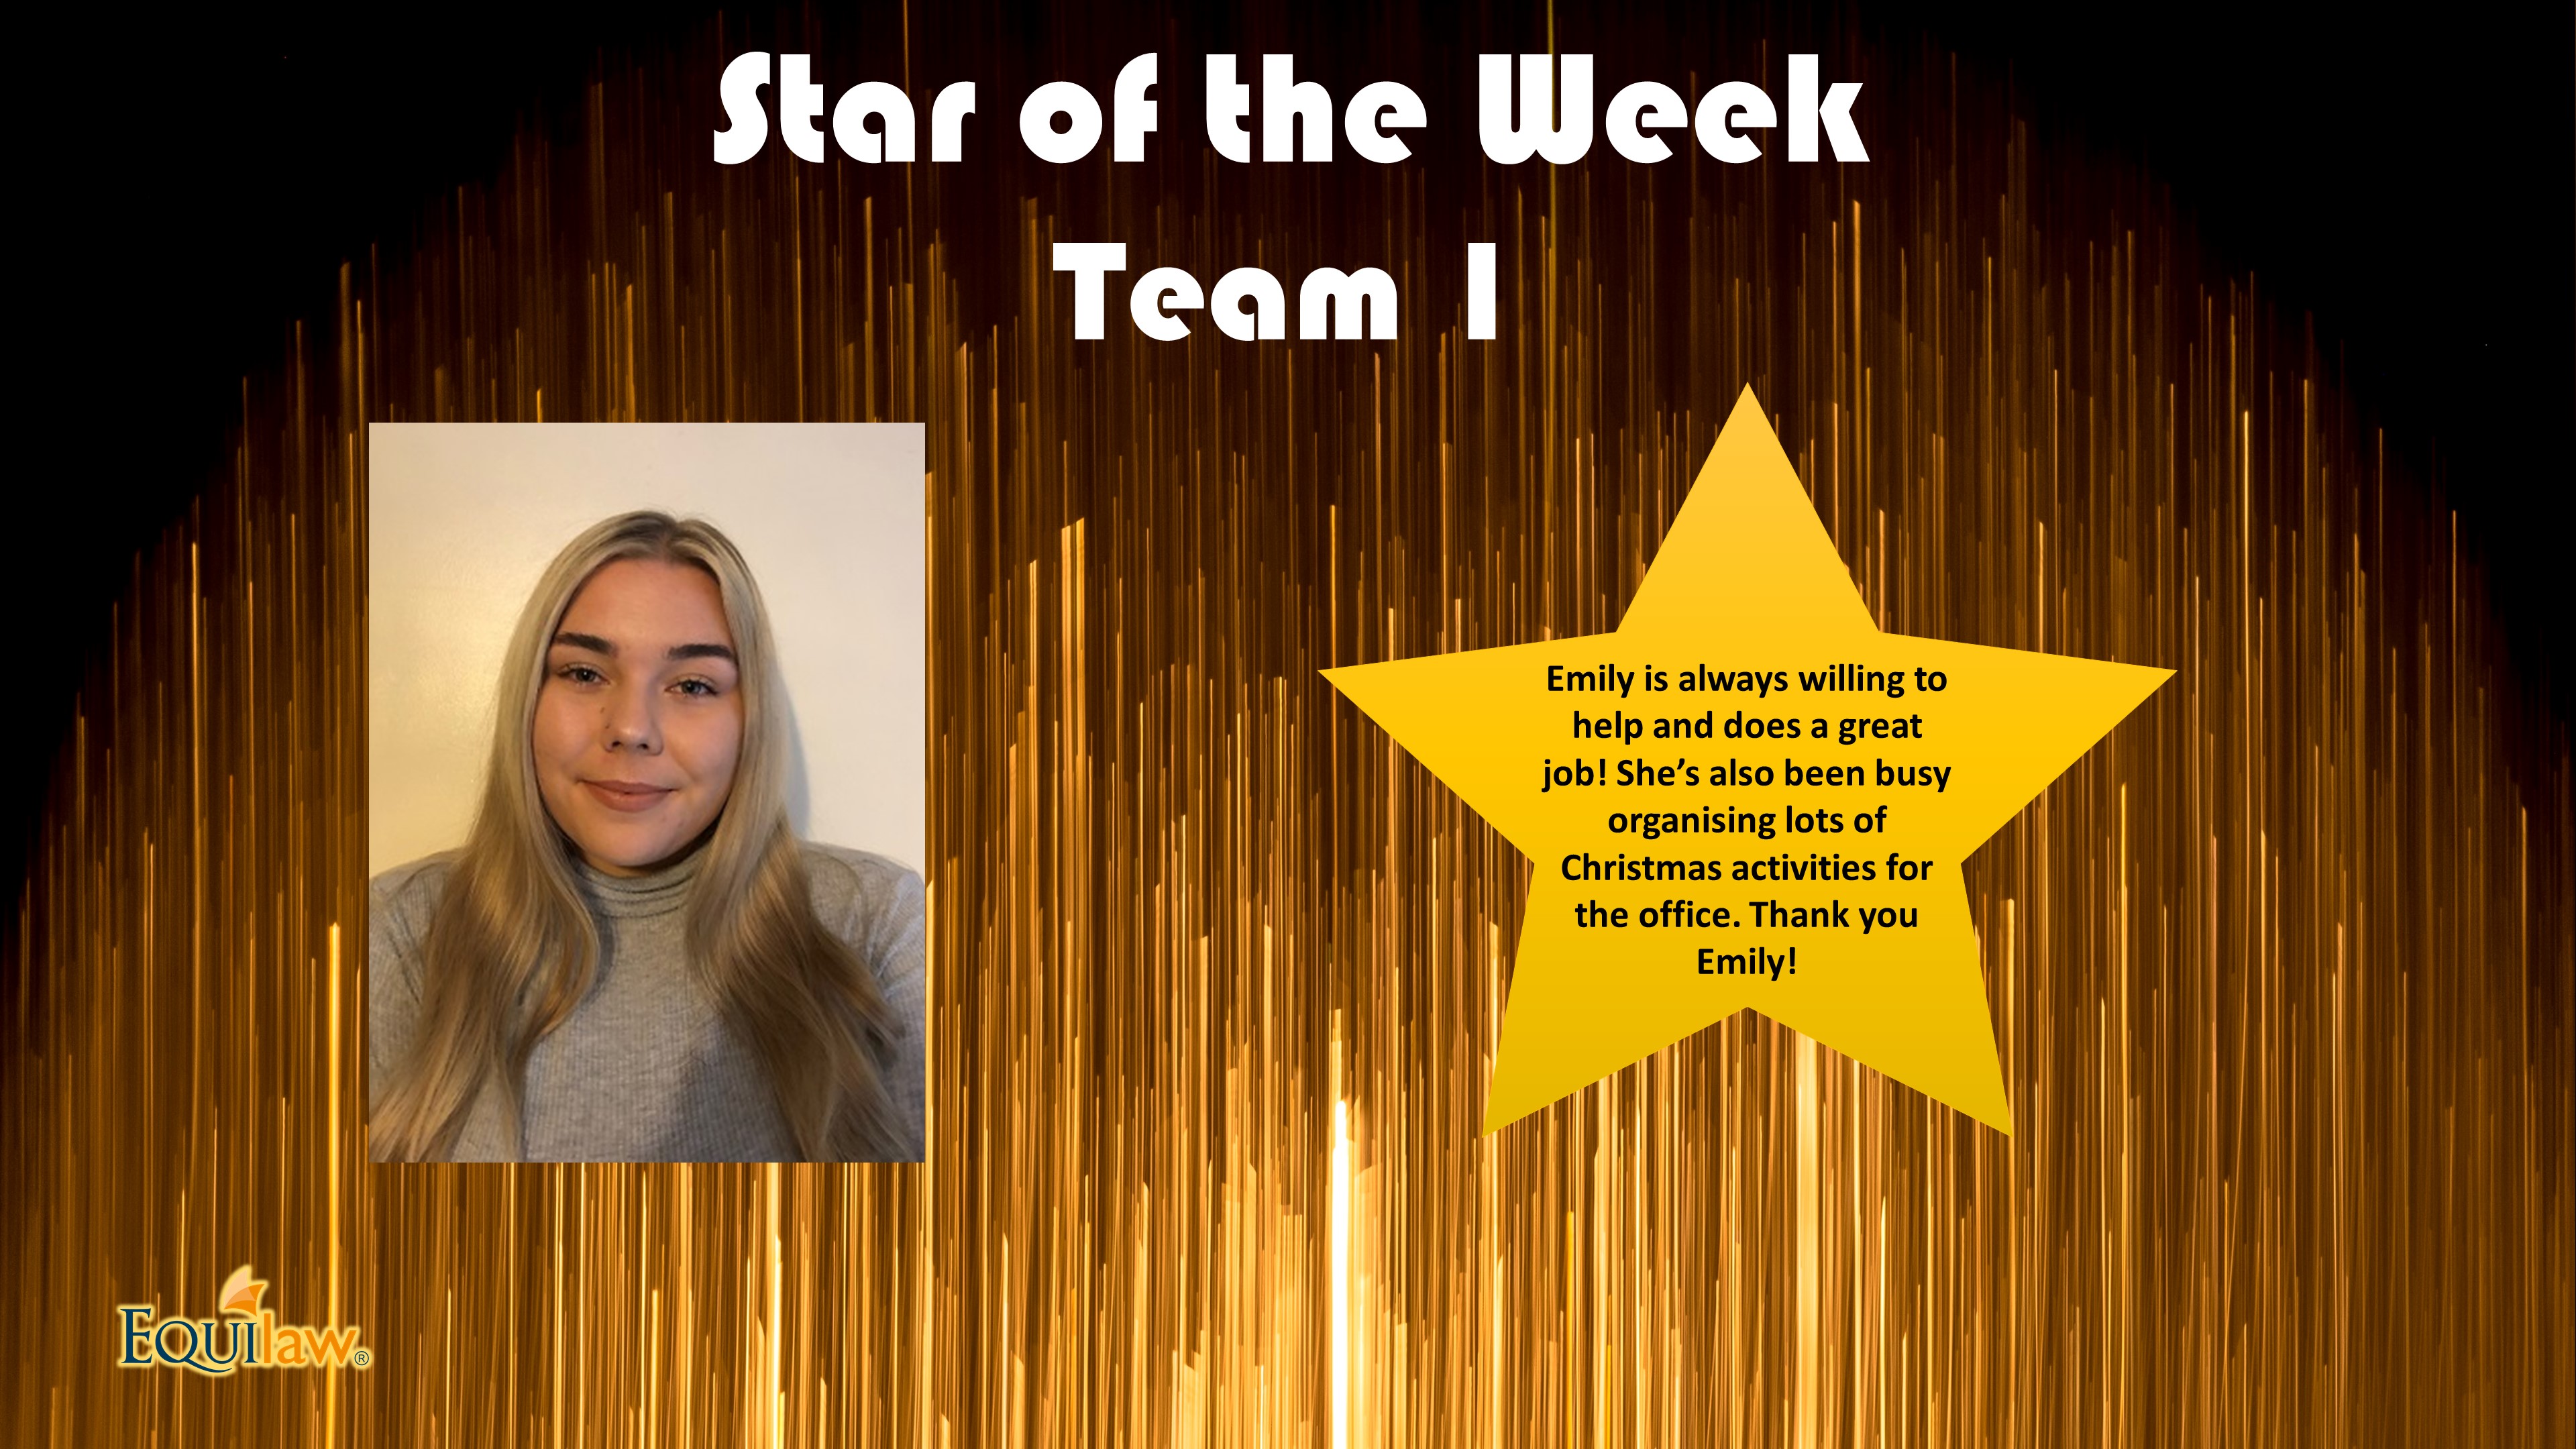 Star of the Week
Team 1
Emily is always willing to
help and does a great
job! She’s also been busy
organising lots of
Christmas activities for
the office. Thank you
Emily!
EQUIlaw®